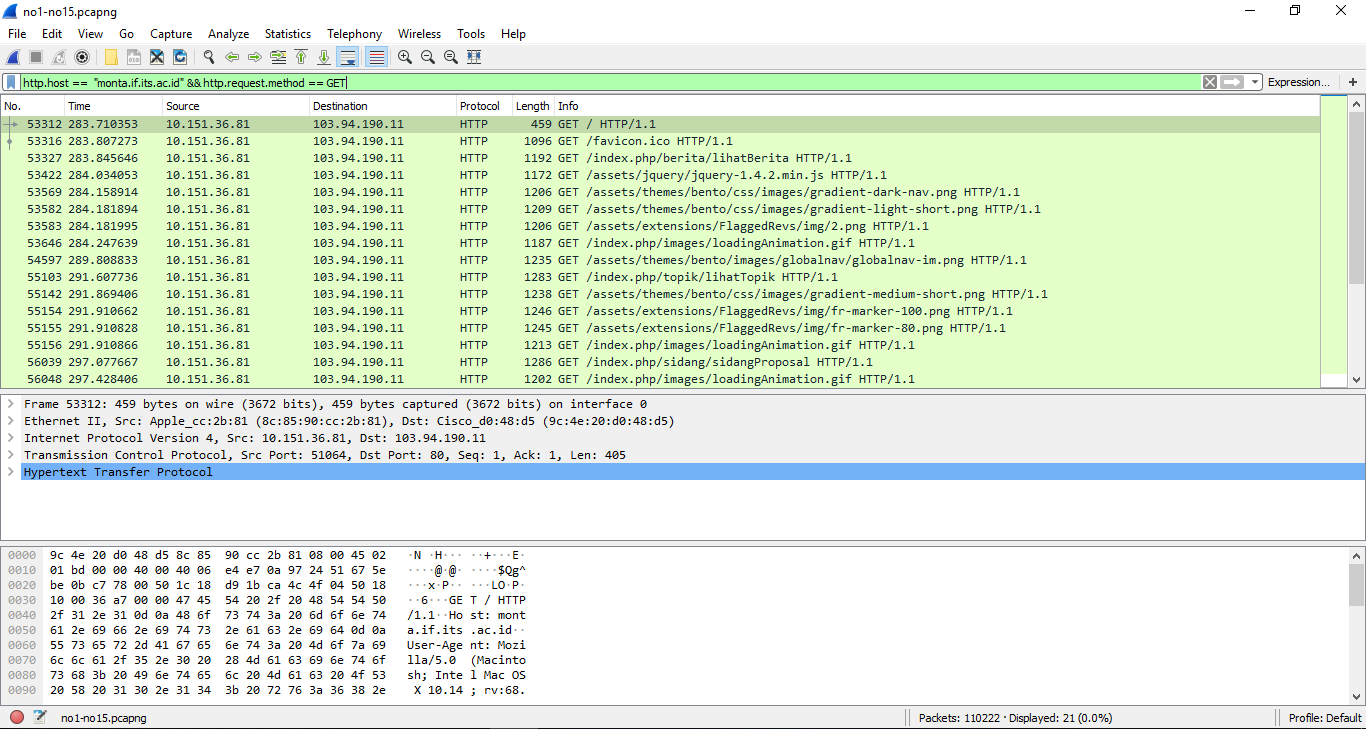 no1-no15.pcapng
File Edit View Go Capture Analyze Statistics Telephony Wireless Tools Help
http.host == "monta.if.its.ac.id" && http.request.method == GET
Expression... +
No. Time Source Destination Protocol Length Info
53312 283.710353 10.151.36.81 103.94.190.11 HTTP 459 GET / HTTP/1.1
53316 283.807273 10.151.36.81 103.94.190.11 HTTP 1096 GET /favicon.ico HTTP/1.1
53327 283.845646 10.151.36.81 103.94.190.11 HTTP 1192 GET /index.php/berita/lihatBerita HTTP/1.1
53422 284.034053 10.151.36.81 103.94.190.11 HTTP 1172 GET /assets/jquery/jquery-1.4.2.min.js HTTP/1.1
53569 284.158914 10.151.36.81 103.94.190.11 HTTP 1206 GET /assets/themes/bento/css/images/gradient-dark-nav.png HTTP/1.1
53582 284.181894 10.151.36.81 103.94.190.11 HTTP 1209 GET /assets/themes/bento/css/images/gradient-light-short.png HTTP/1.1
53583 284.181995 10.151.36.81 103.94.190.11 HTTP 1206 GET /assets/extensions/FlaggedRevs/img/2.png HTTP/1.1
53646 284.247639 10.151.36.81 103.94.190.11 HTTP 1187 GET /index.php/images/loadingAnimation.gif HTTP/1.1
54597 289.808833 10.151.36.81 103.94.190.11 HTTP 1235 GET /assets/themes/bento/css/images/globalnav/globalnav-im.png HTTP/1.1
55103 291.607736 10.151.36.81 103.94.190.11 HTTP 1283 GET /index.php/topik/lihatTopik HTTP/1.1
55142 291.869406 10.151.36.81 103.94.190.11 HTTP 1238 GET /assets/themes/bento/css/images/gradient-medium-short.png HTTP/1.1
55154 291.910662 10.151.36.81 103.94.190.11 HTTP 1246 GET /assets/extensions/FlaggedRevs/img/fr-marker-100.png HTTP/1.1
55155 291.910828 10.151.36.81 103.94.190.11 HTTP 1245 GET /assets/extensions/FlaggedRevs/img/fr-marker-80.png HTTP/1.1
55156 291.910866 10.151.36.81 103.94.190.11 HTTP 1213 GET /index.php/images/loadingAnimation.gif HTTP/1.1
56039 297.077667 10.151.36.81 103.94.190.11 HTTP 1286 GET /index.php/sidang/sidangProposal HTTP/1.1
56048 297.428406 10.151.36.81 103.94.190.11 HTTP 1202 GET /index.php/images/loadingAnimation.gif HTTP/1.1
Frame 53312: 459 bytes on wire (3672 bits), 459 bytes captured (3672 bits) on interface 0
Ethernet II, Src: Apple_cc:2b:81 (8c:85:90:cc:2b:81), Dst: Cisco_d0:48:d5 (9c:4e:20:d0:48:d5)
Internet Protocol Version 4, Src: 10.151.36.81, Dst: 103.94.190.11
Transmission Control Protocol, Src Port: 51064, Dst Port: 80, Seq: 1, Ack: 1, Len: 405
Hypertext Transfer Protocol
0000 9c 4e 20 d0 48 d5 8c 85 90 cc 2b 81 08 00 45 02 ·N ·H··· ··+···E·
0010 01 bd 00 00 40 00 40 06 e4 e7 0a 97 24 51 67 5e ····@·@· ····$Qg^
0020 be 0b c7 78 00 50 1c 18 d9 1b ca 4c 4f 04 50 18 ···x·P·· ···LO·P·
0030 10 00 36 a7 00 00 47 45 54 20 2f 20 48 54 54 50 ··6···GE T / HTTP
0040 2f 31 2e 31 0d 0a 48 6f 73 74 3a 20 6d 6f 6e 74 /1.1··Ho st: mont
0050 61 2e 69 66 2e 69 74 73 2e 61 63 2e 69 64 0d 0a a.if.its .ac.id··
0060 55 73 65 72 2d 41 67 65 6e 74 3a 20 4d 6f 7a 69 User-Age nt: Mozi
0070 6c 6c 61 2f 35 2e 30 20 28 4d 61 63 69 6e 74 6f lla/5.0 (Macinto
0080 73 68 3b 20 49 6e 74 65 6c 20 4d 61 63 20 4f 53 sh; Inte l Mac OS
0090 20 58 20 31 30 2e 31 34 3b 20 72 76 3a 36 38 2e X 10.14 ; rv:68.
no1-no15.pcapng Packets: 110222 · Displayed: 21 (0.0%) Profile: Default